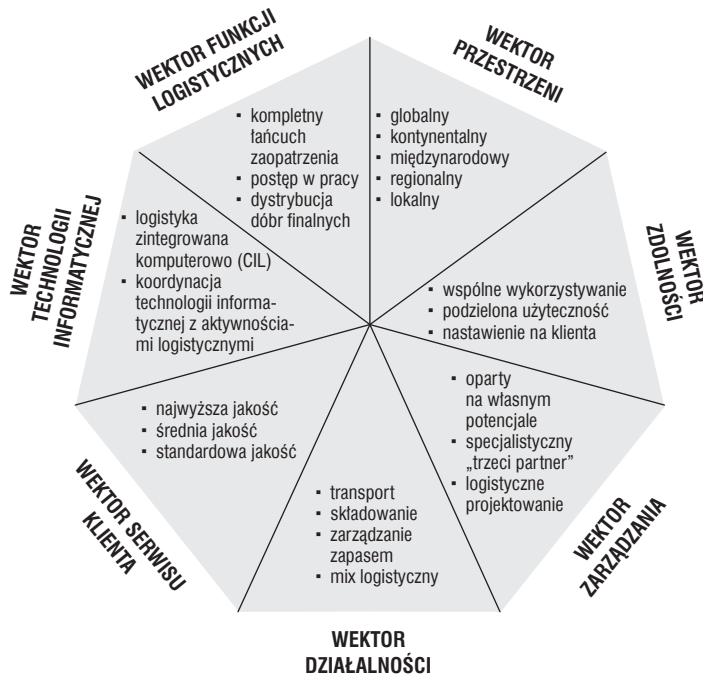 WEKTOR FUNKCJI
LOGISTYCZNYCH
▪ kompletny
łańcuch
zaopatrzenia
▪ postęp w pracy
▪ dystrybucja
dóbr finalnych
WEKTOR
PRZESTRZENI
▪ globalny
▪ kontynentalny
▪ międzynarodowy
▪ regionalny
▪ lokalny
WEKTOR
ZDOLNOŚCI
▪ wspólne wykorzystywanie
▪ podzielona użyteczność
▪ nastawienie na klienta
WEKTOR
ZARZĄDZANIA
▪ oparty
na własnym
potencjale
▪ specjalistyczny
„trzeci partner”
▪ logistyczne
projektowanie
WEKTOR
DZIAŁALNOŚCI
▪ transport
▪ składowanie
▪ zarządzanie
zapasem
▪ mix logistyczny
WEKTOR SERWISU
KLIENTA
▪ najwyższa jakość
▪ średnia jakość
▪ standardowa jakość
WEKTOR
TECHNOLOGII
INFORMATYCZNEJ
▪ logistyka
zintegrowana
komputerowo (CIL)
▪ koordynacja
technologii informa-
tycznej z aktywnościa-
mi logistycznymi